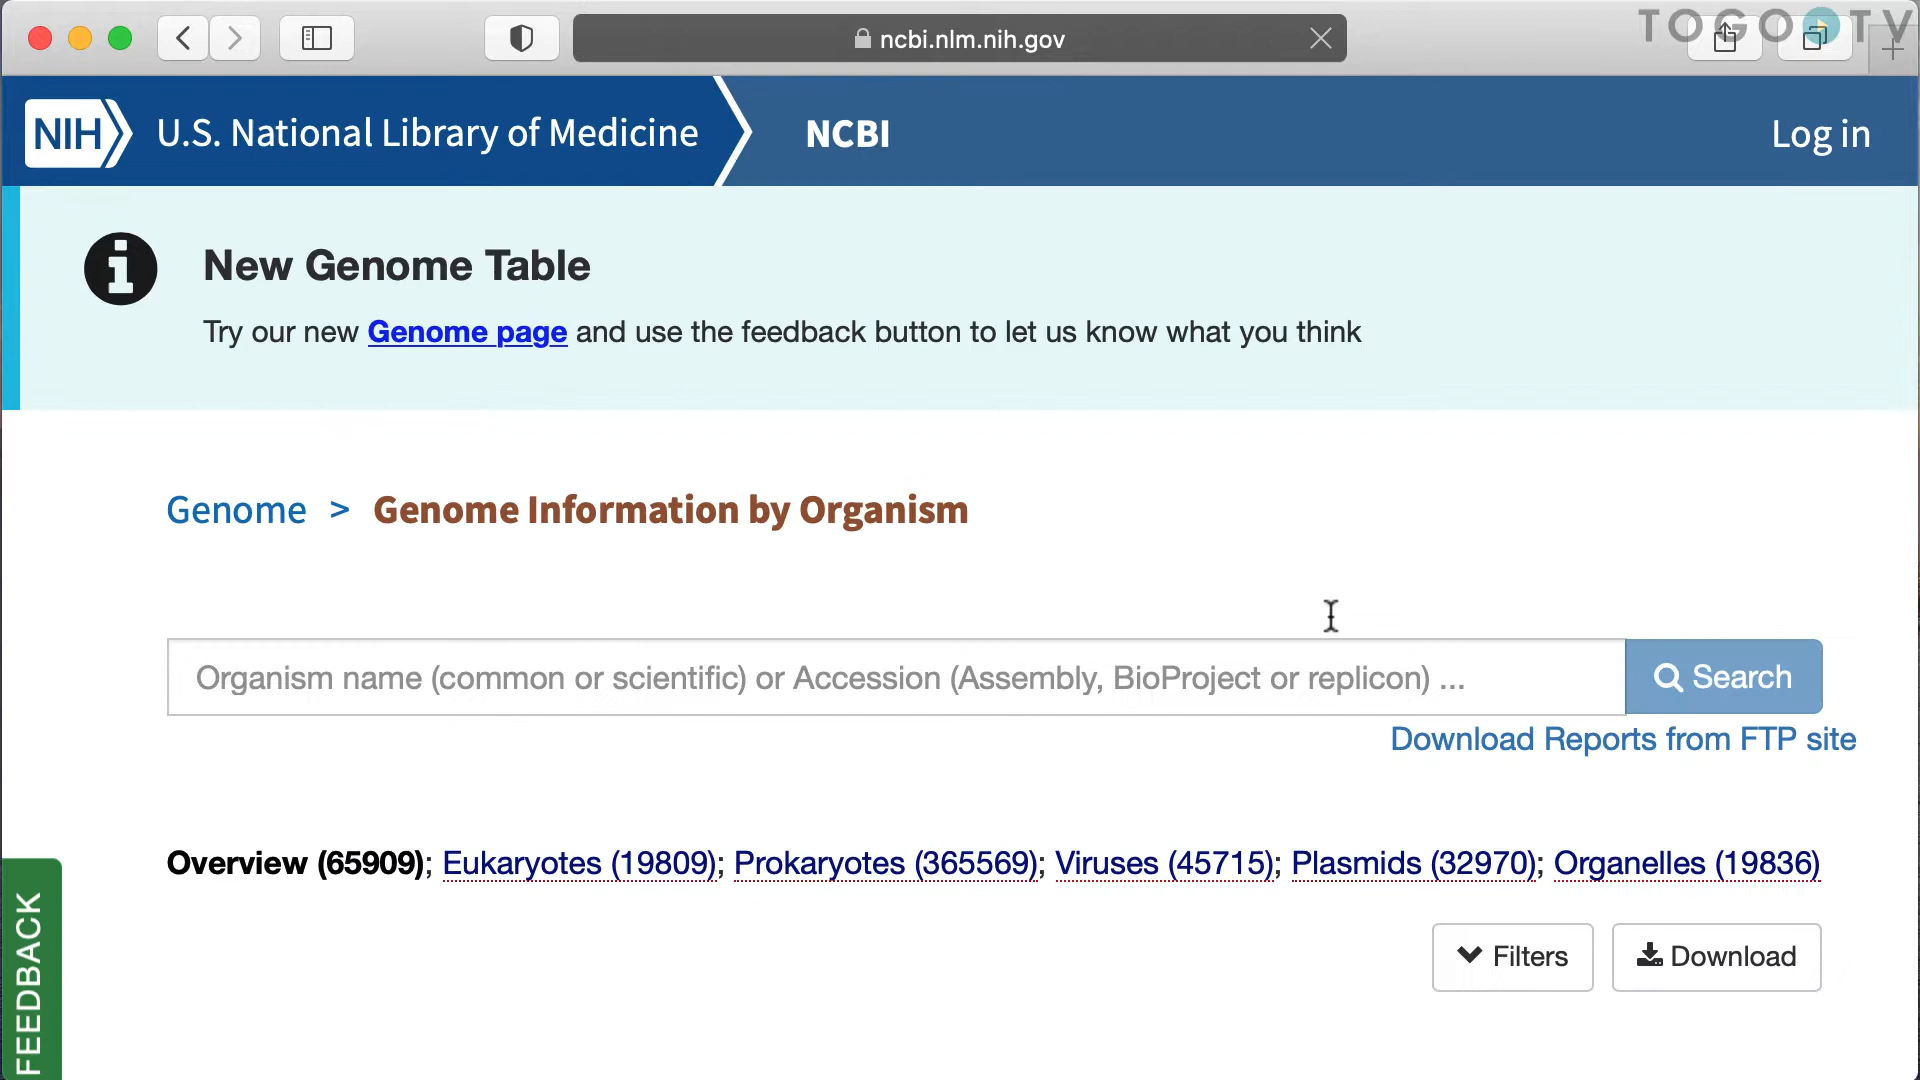 TOGO TV
ncbi.nlm.nih.gov
NIH U.S. National Library of Medicine NCBI Log in
New Genome Table
Try our new Genome page and use the feedback button to let us know what you think
Genome > Genome Information by Organism
Organism name (common or scientific) or Accession (Assembly, BioProject or replicon) ...
Search
Download Reports from FTP site
Overview (65909); Eukaryotes (19809); Prokaryotes (365569); Viruses (45715); Plasmids (32970); Organelles (19836)
Filters Download
FEEDBACK